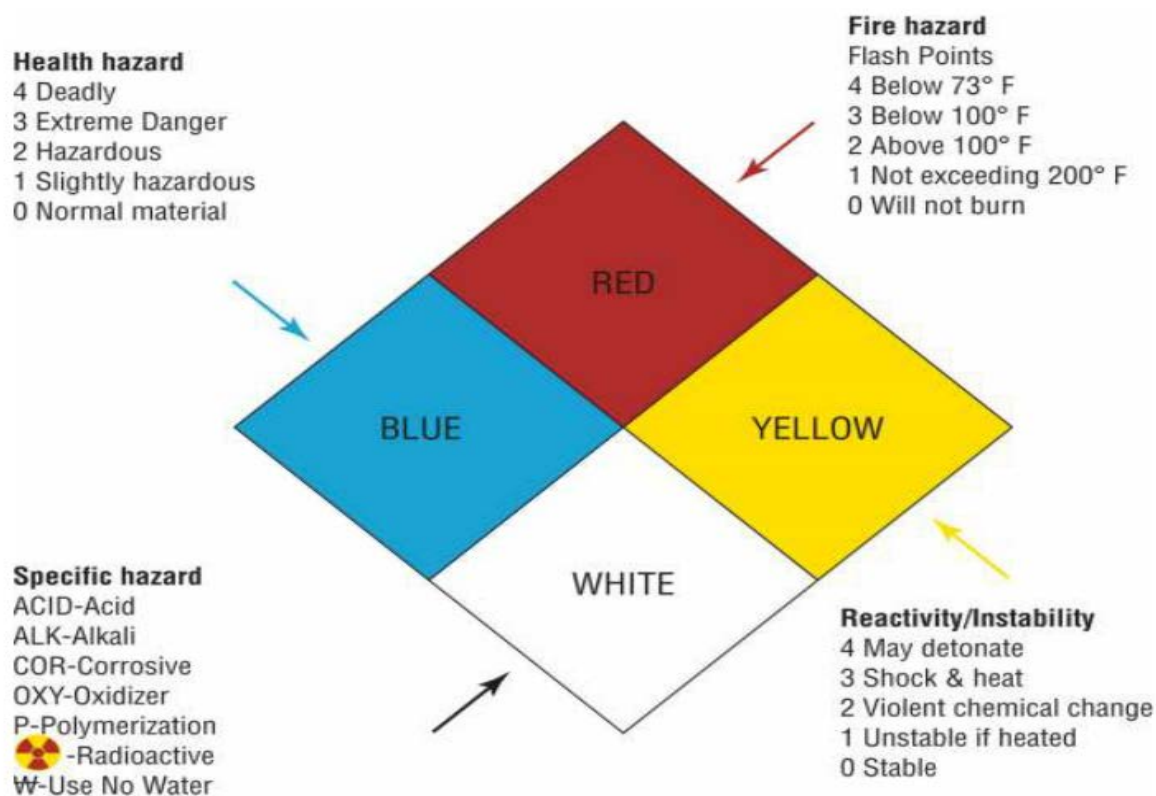 Health hazard
4 Deadly
3 Extreme Danger
2 Hazardous
1 Slightly hazardous
0 Normal material
Fire hazard
Flash Points
4 Below 73° F
3 Below 100° F
2 Above 100° F
1 Not exceeding 200° F
0 Will not burn
RED
BLUE
YELLOW
WHITE
Specific hazard
ACID-Acid
ALK-Alkali
COR-Corrosive
OXY-Oxidizer
P-Polymerization
-Radioactive
W̶-Use No Water
Reactivity/Instability
4 May detonate
3 Shock & heat
2 Violent chemical change
1 Unstable if heated
0 Stable